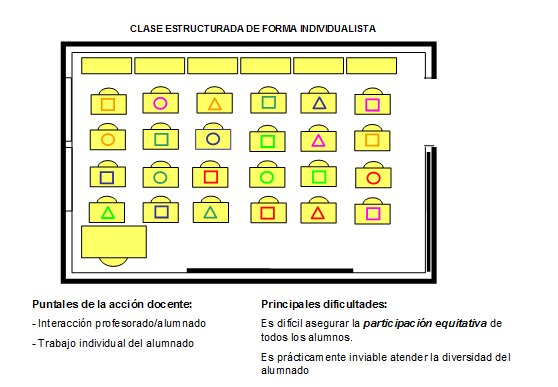 CLASE ESTRUCTURADA DE FORMA INDIVIDUALISTA
Puntales de la acción docente:
- Interacción profesorado/alumnado
- Trabajo individual del alumnado
Principales dificultades:
Es difícil asegurar la participación equitativa de
todos los alumnos.
Es prácticamente inviable atender la diversidad del
alumnado